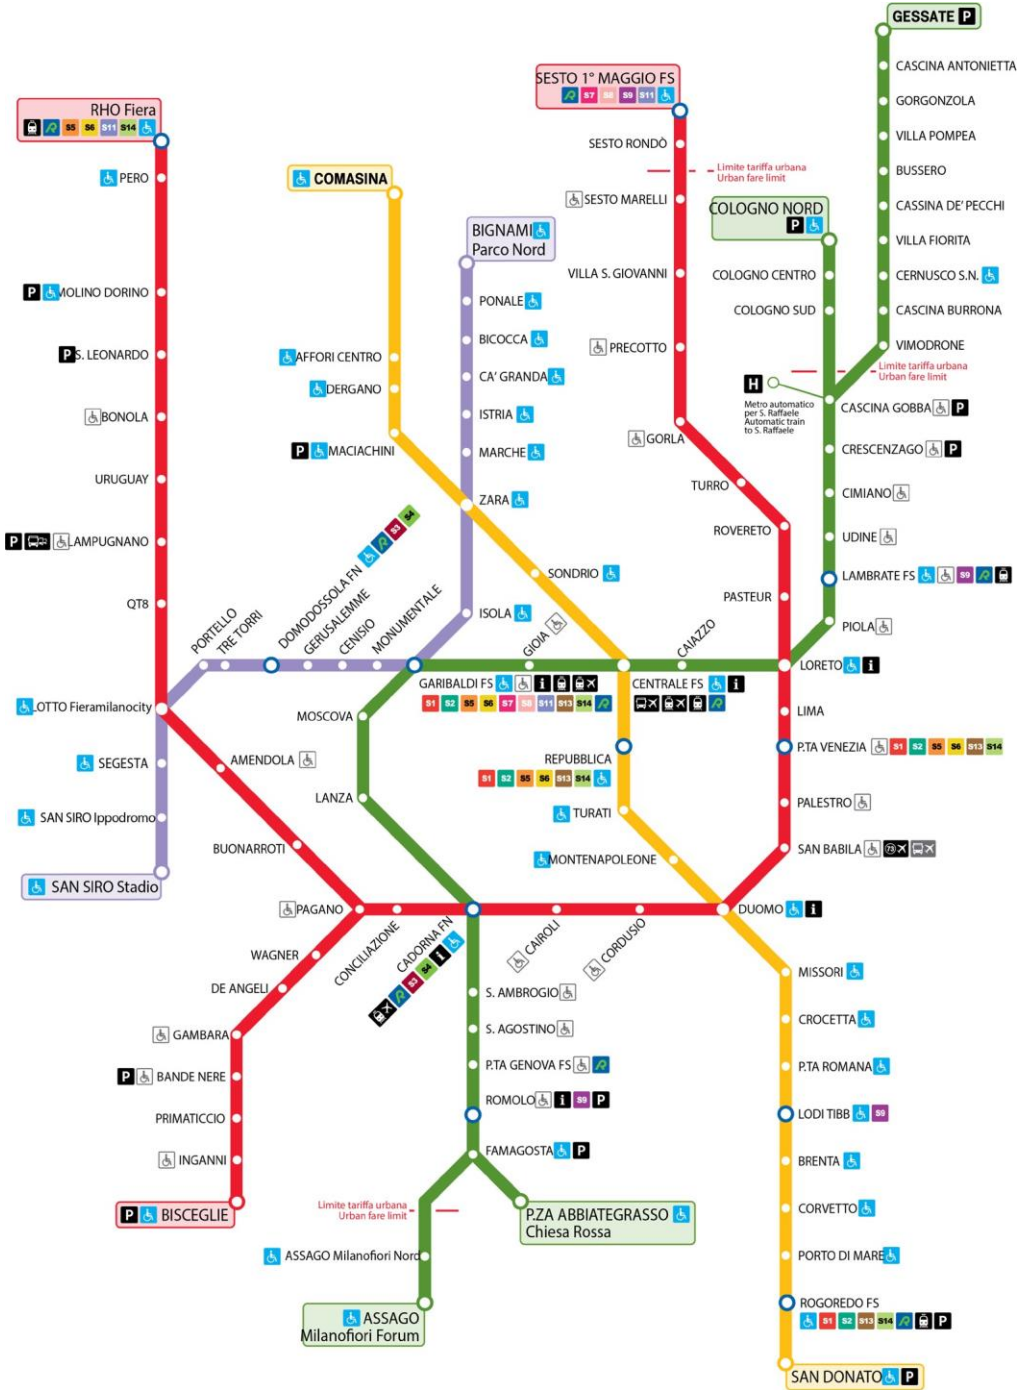 GESSATE P
CASCINA ANTONIETTA
GORGONZOLA
VILLA POMPEA
BUSSERO
CASSINA DE' PECCHI
VILLA FIORITA
CERNUSCO S.N.
CASCINA BURRONA
VIMODRONE
Limite tariffa urbana
Urban fare limit
SESTO 1° MAGGIO FS
S7 S8 S9 S11
SESTO RONDÒ
Limite tariffa urbana
Urban fare limit
SESTO MARELLI
VILLA S. GIOVANNI
PRECOTTO
GORLA
TURRO
ROVERETO
PASTEUR
COLOGNO NORD
P
COLOGNO CENTRO
COLOGNO SUD
H
Metro automatico
per S. Raffaele
Automatic train
to S. Raffaele
CASCINA GOBBA P
CRESCENZAGO P
CIMIANO
UDINE
LAMBRATE FS S9 R
PIOLA
LORETO i
RHO Fiera
R S5 S6 S11 S14
PERO
P MOLINO DORINO
P S. LEONARDO
BONOLA
URUGUAY
P LAMPUGNANO
QT8
LOTTO Fieramilanocity
COMASINA
AFFORI CENTRO
DERGANO
P MACIACHINI
BIGNAMI
Parco Nord
PONALE
BICOCCA
CA' GRANDA
ISTRIA
MARCHE
ZARA
SONDRIO
ISOLA
PORTELLO
TRE TORRI
DOMODOSSOLA FN R S3 S4
GERUSALEMME
CENISIO
MONUMENTALE
GIOIA
CAIAZZO
GARIBALDI FS i
S1 S2 S5 S6 S7 S8 S11 S13 S14 R
CENTRALE FS i
R
MOSCOVA
LANZA
REPUBBLICA
S1 S2 S5 S6 S13 S14
TURATI
MONTENAPOLEONE
LIMA
P.TA VENEZIA S1 S2 S5 S6 S13 S14
PALESTRO
SAN BABILA 73
DUOMO i
SEGESTA
SAN SIRO Ippodromo
SAN SIRO Stadio
AMENDOLA
BUONARROTI
PAGANO
CONCILIAZIONE
CADORNA FN
R S3 S4 i
CAIROLI
CORDUSIO
WAGNER
DE ANGELI
GAMBARA
P BANDE NERE
PRIMATICCIO
INGANNI
P BISCEGLIE
S. AMBROGIO
S. AGOSTINO
P.TA GENOVA FS R
ROMOLO i S9 P
FAMAGOSTA P
Limite tariffa urbana
Urban fare limit
P.ZA ABBIATEGRASSO
Chiesa Rossa
ASSAGO Milanofiori Nord
ASSAGO
Milanofiori Forum
MISSORI
CROCETTA
P.TA ROMANA
LODI TIBB S9
BRENTA
CORVETTO
PORTO DI MARE
ROGOREDO FS
S1 S2 S13 S14 R P
SAN DONATO P